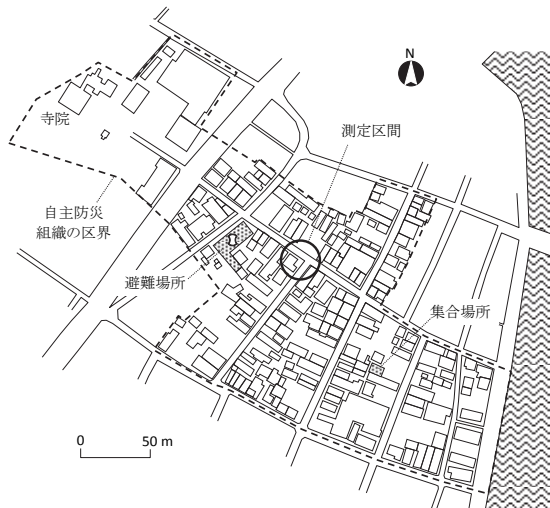 N
測定区間
寺院
自主防災
組織の区界
避難場所
集合場所
0 50 m